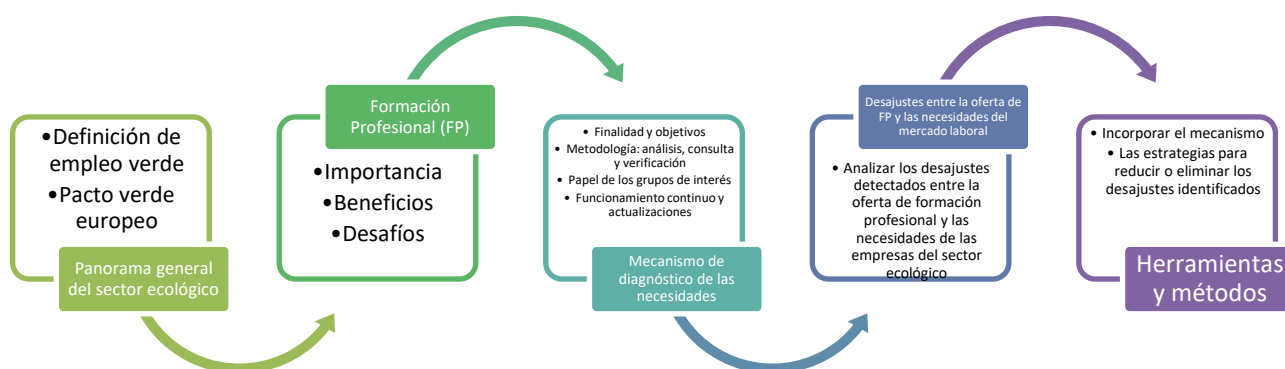 •Definición de
empleo verde
•Pacto verde
europeo
Panorama general
del sector ecológico
Formación
Profesional (FP)
•Importancia
•Beneficios
•Desafíos
• Finalidad y objetivos
• Metodología: análisis, consulta
y verificación
• Papel de los grupos de interés
• Funcionamiento continuo y
actualizaciones
Mecanismo de
diagnóstico de las
necesidades
Desajustes entre la oferta de
FP y las necesidades del
mercado laboral
• Analizar los desajustes
detectados entre la
oferta de formación
profesional y las
necesidades de las
empresas del sector
ecológico
• Incorporar el mecanismo
• Las estrategias para
reducir o eliminar los
desajustes identificados
Herramientas
y métodos